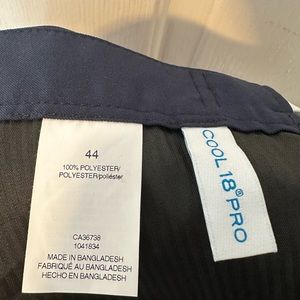 44
100% POLYESTER/
POLYESTER/poliéster
CA36738
1041834
MADE IN BANGLADESH
FABRIQUÉ AU BANGLADESH
HECHO EN BANGLADESH
COOL 18® PRO